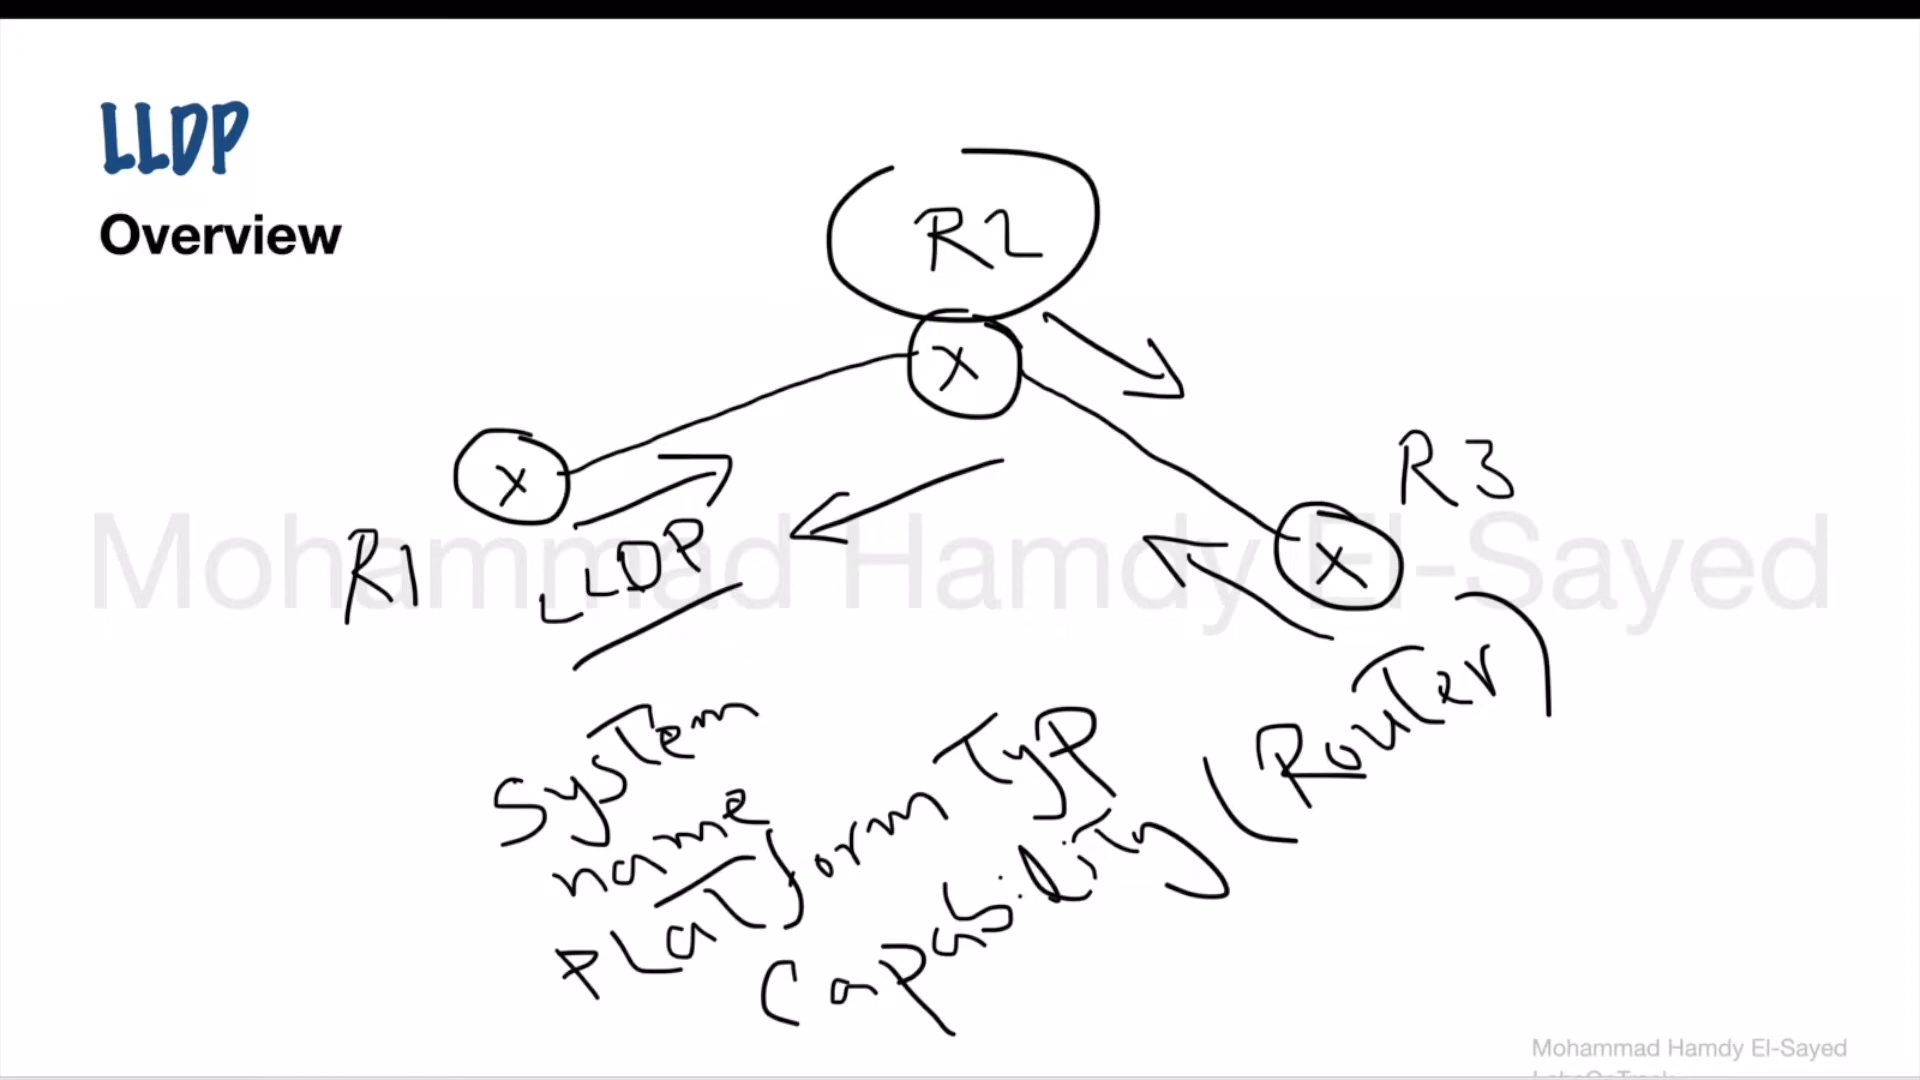 LLDP
Overview
R2
X
X
R3
X
R1
LLDP
Mohammad Hamdy El-Sayed
System
name
Platform Typ
Capability (Router)
Mohammad Hamdy El-Sayed